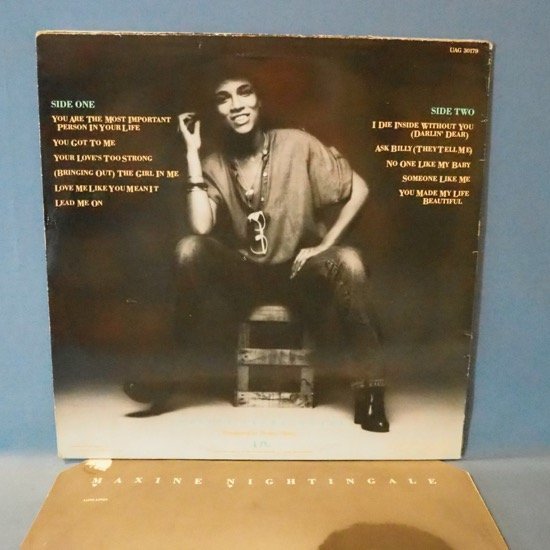 UAG 30179
SIDE ONE
YOU ARE THE MOST IMPORTANT
PERSON IN YOUR LIFE
YOU GOT TO ME
YOUR LOVE'S TOO STRONG
(BRINGING OUT) THE GIRL IN ME
LOVE ME LIKE YOU MEAN IT
LEAD ME ON
SIDE TWO
I DIE INSIDE WITHOUT YOU
(DARLIN' DEAR)
ASK BILLY (THEY TELL ME)
NO ONE LIKE MY BABY
SOMEONE LIKE ME
YOU MADE MY LIFE
BEAUTIFUL
MAXINE NIGHTINGALE